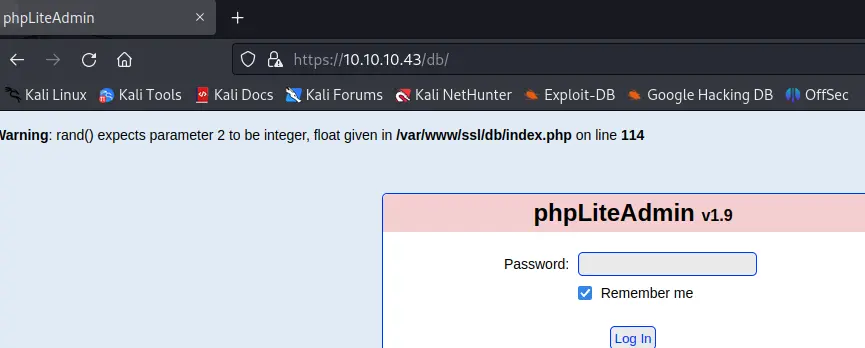 phpLiteAdmin
https://10.10.10.43/db/
Kali Linux Kali Tools Kali Docs Kali Forums Kali NetHunter Exploit-DB Google Hacking DB OffSec
Warning: rand() expects parameter 2 to be integer, float given in /var/www/ssl/db/index.php on line 114
phpLiteAdmin v1.9
Password:
Remember me
Log In